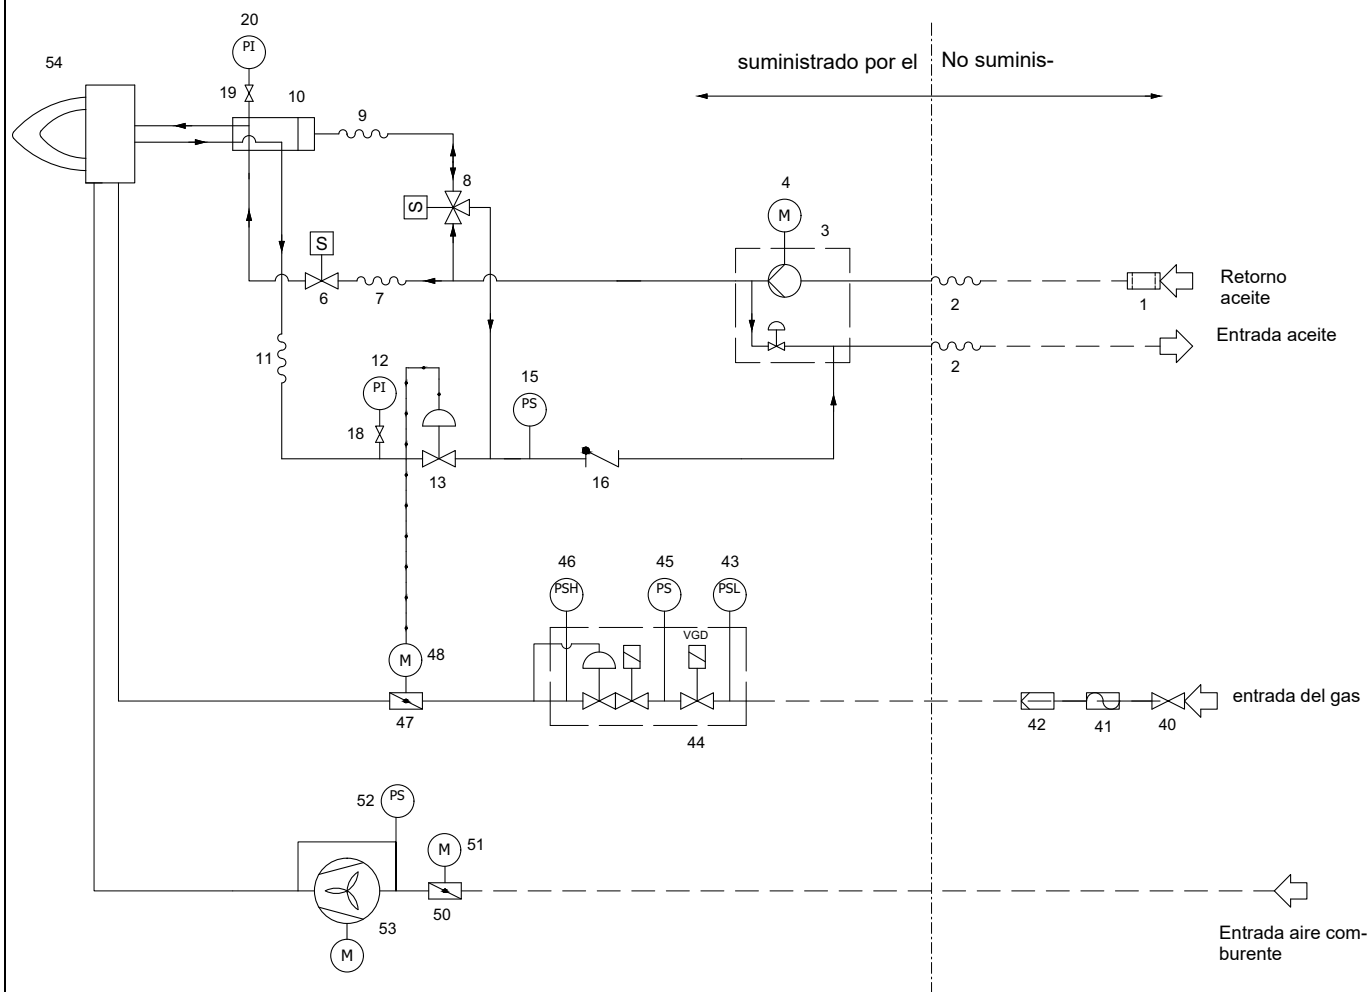 20
PI
54
suministrado por el
No suminis-
19
10
9
4
8
S
M
3
S
6
7
2
1
Retorno
aceite
Entrada aceite
2
11
12
PI
15
PS
18
13
16
46
45
43
PSH
PS
PSL
VGD
M
48
47
44
42
41
40
entrada del gas
52
PS
M
51
50
53
M
Entrada aire com-
burente